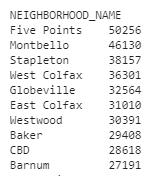 NEIGHBORHOOD_NAME
Five Points 50256
Montbello 46130
Stapleton 38157
West Colfax 36301
Globeville 32564
East Colfax 31010
Westwood 30391
Baker 29408
CBD 28618
Barnum 27191